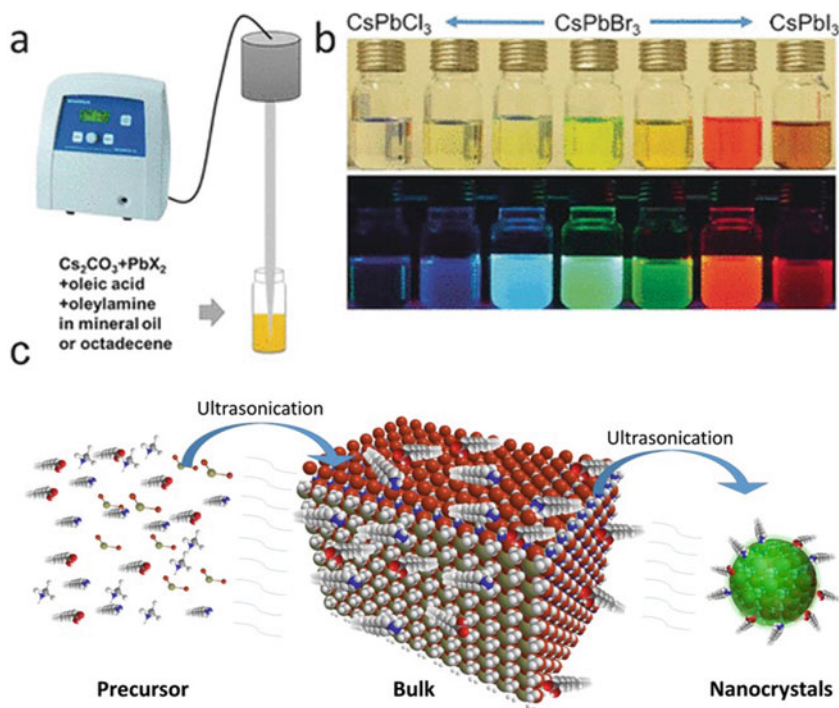 a
b
CsPbCl₃
CsPbBr₃
CsPbI₃
Cs₂CO₃+PbX₂
+oleic acid
+oleylamine
in mineral oil
or octadecene
c
Ultrasonication
Ultrasonication
Precursor
Bulk
Nanocrystals